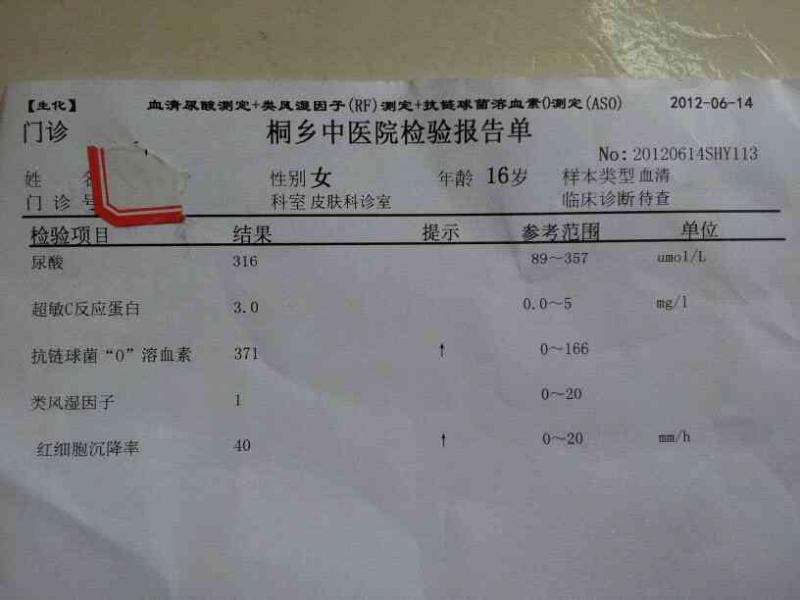 【生化】 血清尿酸测定+类风湿因子(RF)测定+抗链球菌溶血素O测定(ASO) 2012-06-14
门诊 桐乡中医院检验报告单
No: 20120614SHY113
姓 性别 女 年龄 16岁 样本类型 血清
门 诊 号 科室 皮肤科诊室 临床诊断 待查
检验项目 结果 提示 参考范围 单位
尿酸 316 89～357 umol/L
超敏C反应蛋白 3.0 0.0～5 mg/l
抗链球菌“O”溶血素 371 ↑ 0～166
类风湿因子 1 0～20
红细胞沉降率 40 ↑ 0～20 mm/h